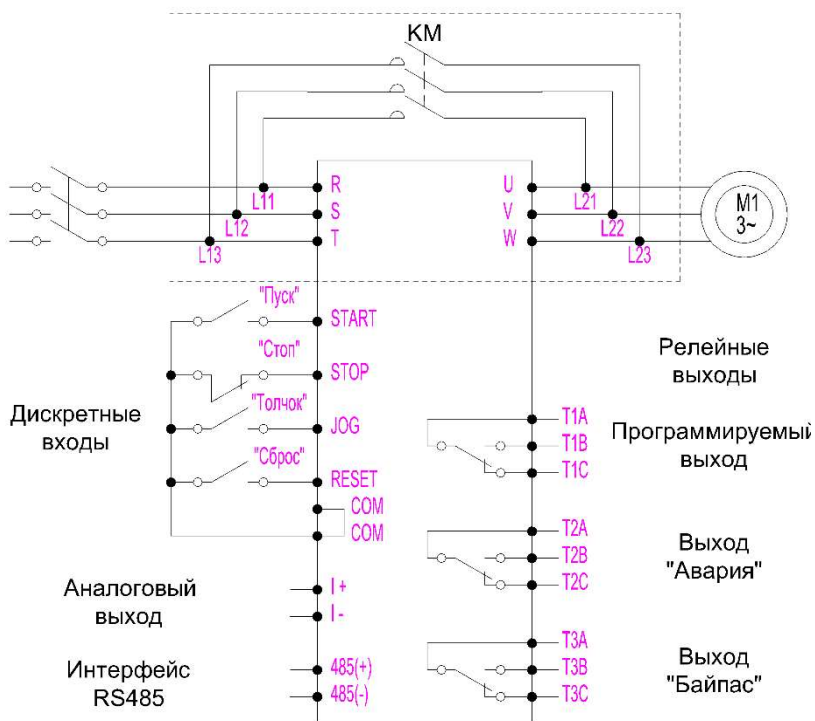 KM
R
U
L11
L21
S
V
L12
L22
T
W
L13
L23
M1
3~
"Пуск"
START
"Стоп"
STOP
"Толчок"
JOG
"Сброс"
RESET
COM
COM
Дискретные
входы
Аналоговый
выход
I +
I -
Интерфейс
RS485
485(+)
485(-)
Релейные
выходы
T1A
T1B
T1C
Программируемый
выход
T2A
T2B
T2C
Выход
"Авария"
T3A
T3B
T3C
Выход
"Байпас"